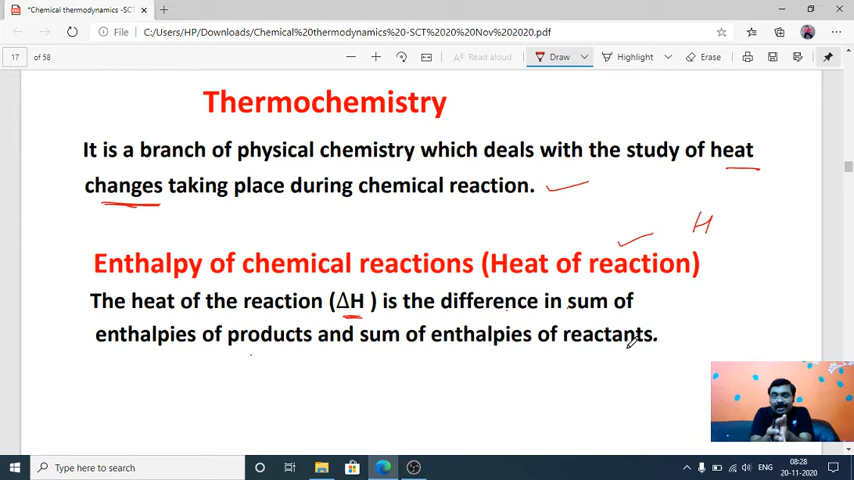 *Chemical thermodynamics -SCT
C:/Users/HP/Downloads/Chemical%20thermodynamics%20-SCT%2020%20Nov%202020.pdf
17 of 58
Read aloud
Draw
Highlight
Erase
Thermochemistry
It is a branch of physical chemistry which deals with the study of heat
changes taking place during chemical reaction.
H
Enthalpy of chemical reactions (Heat of reaction)
The heat of the reaction (ΔH ) is the difference in sum of
enthalpies of products and sum of enthalpies of reactants.
Type here to search
ENG
08:28
20-11-2020